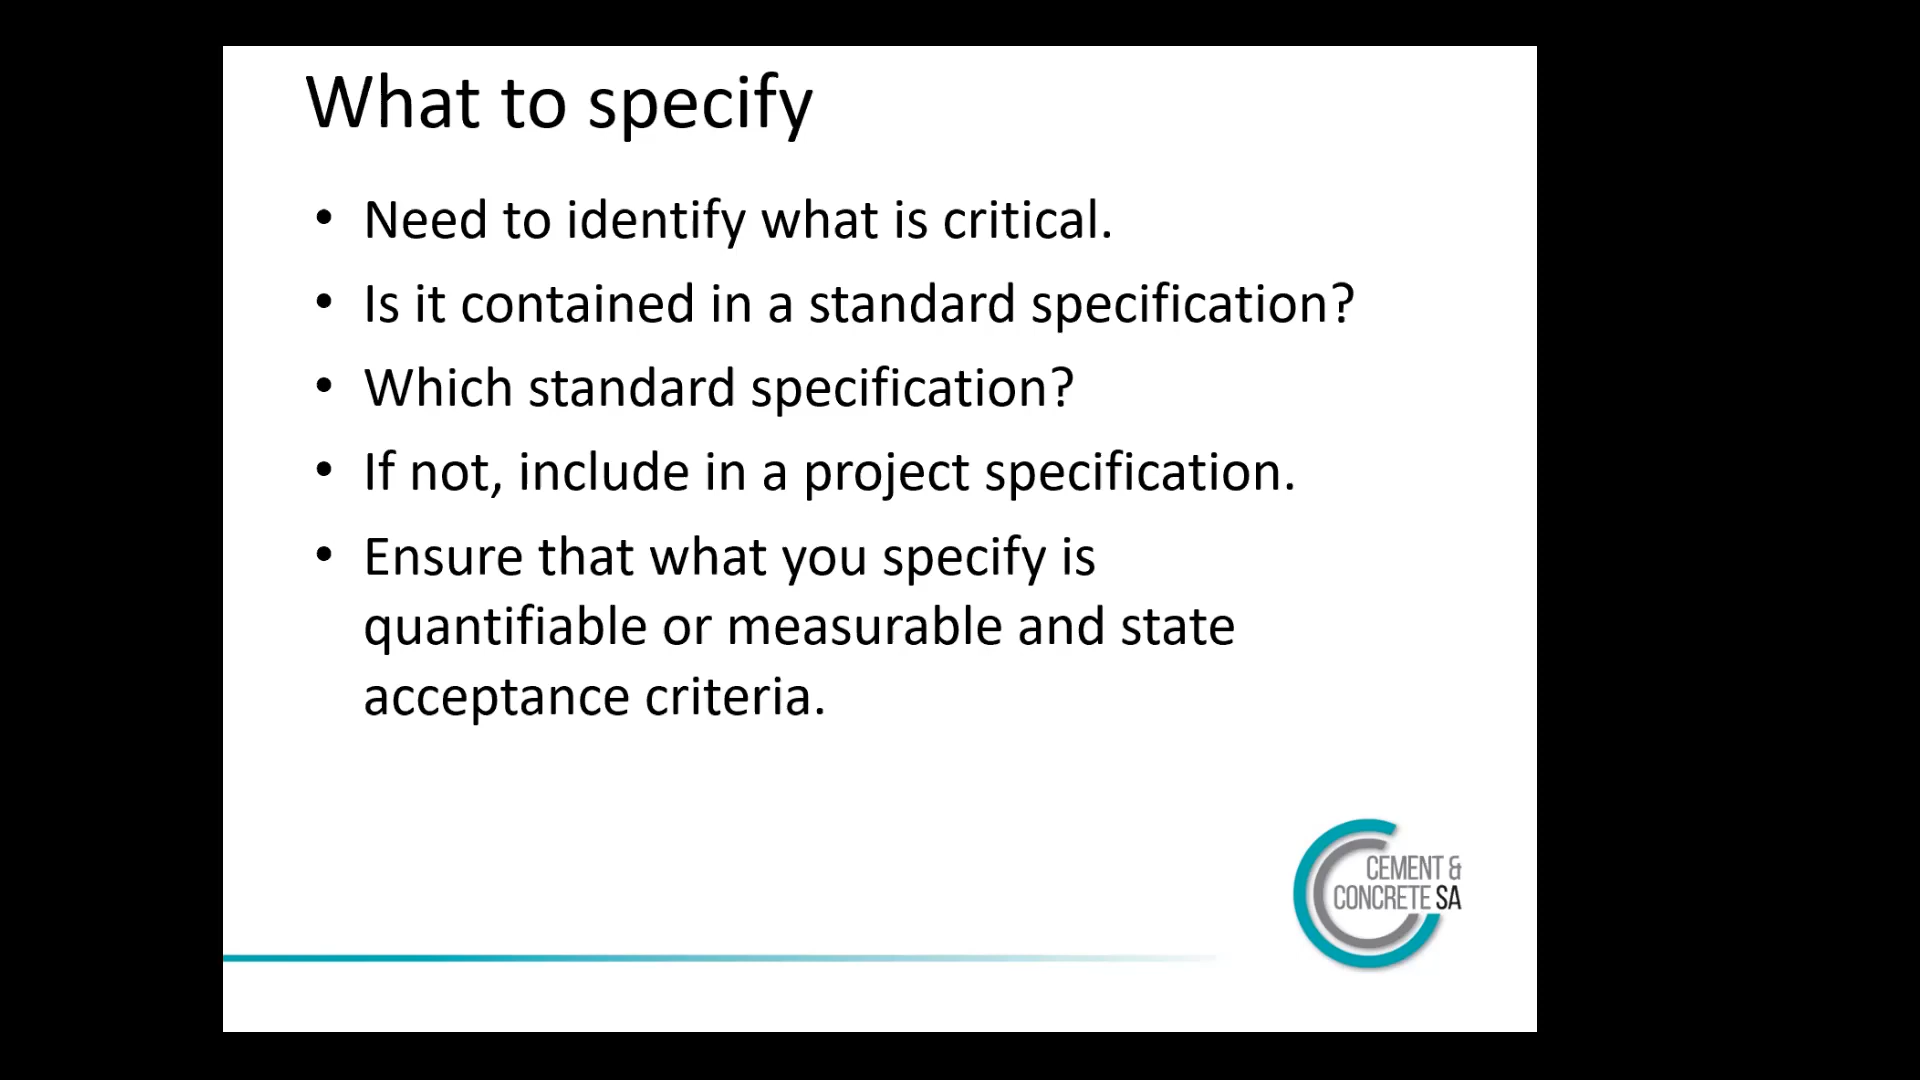 What to specify
• Need to identify what is critical.
• Is it contained in a standard specification?
• Which standard specification?
• If not, include in a project specification.
• Ensure that what you specify is
quantifiable or measurable and state
acceptance criteria.
CEMENT &
CONCRETE SA